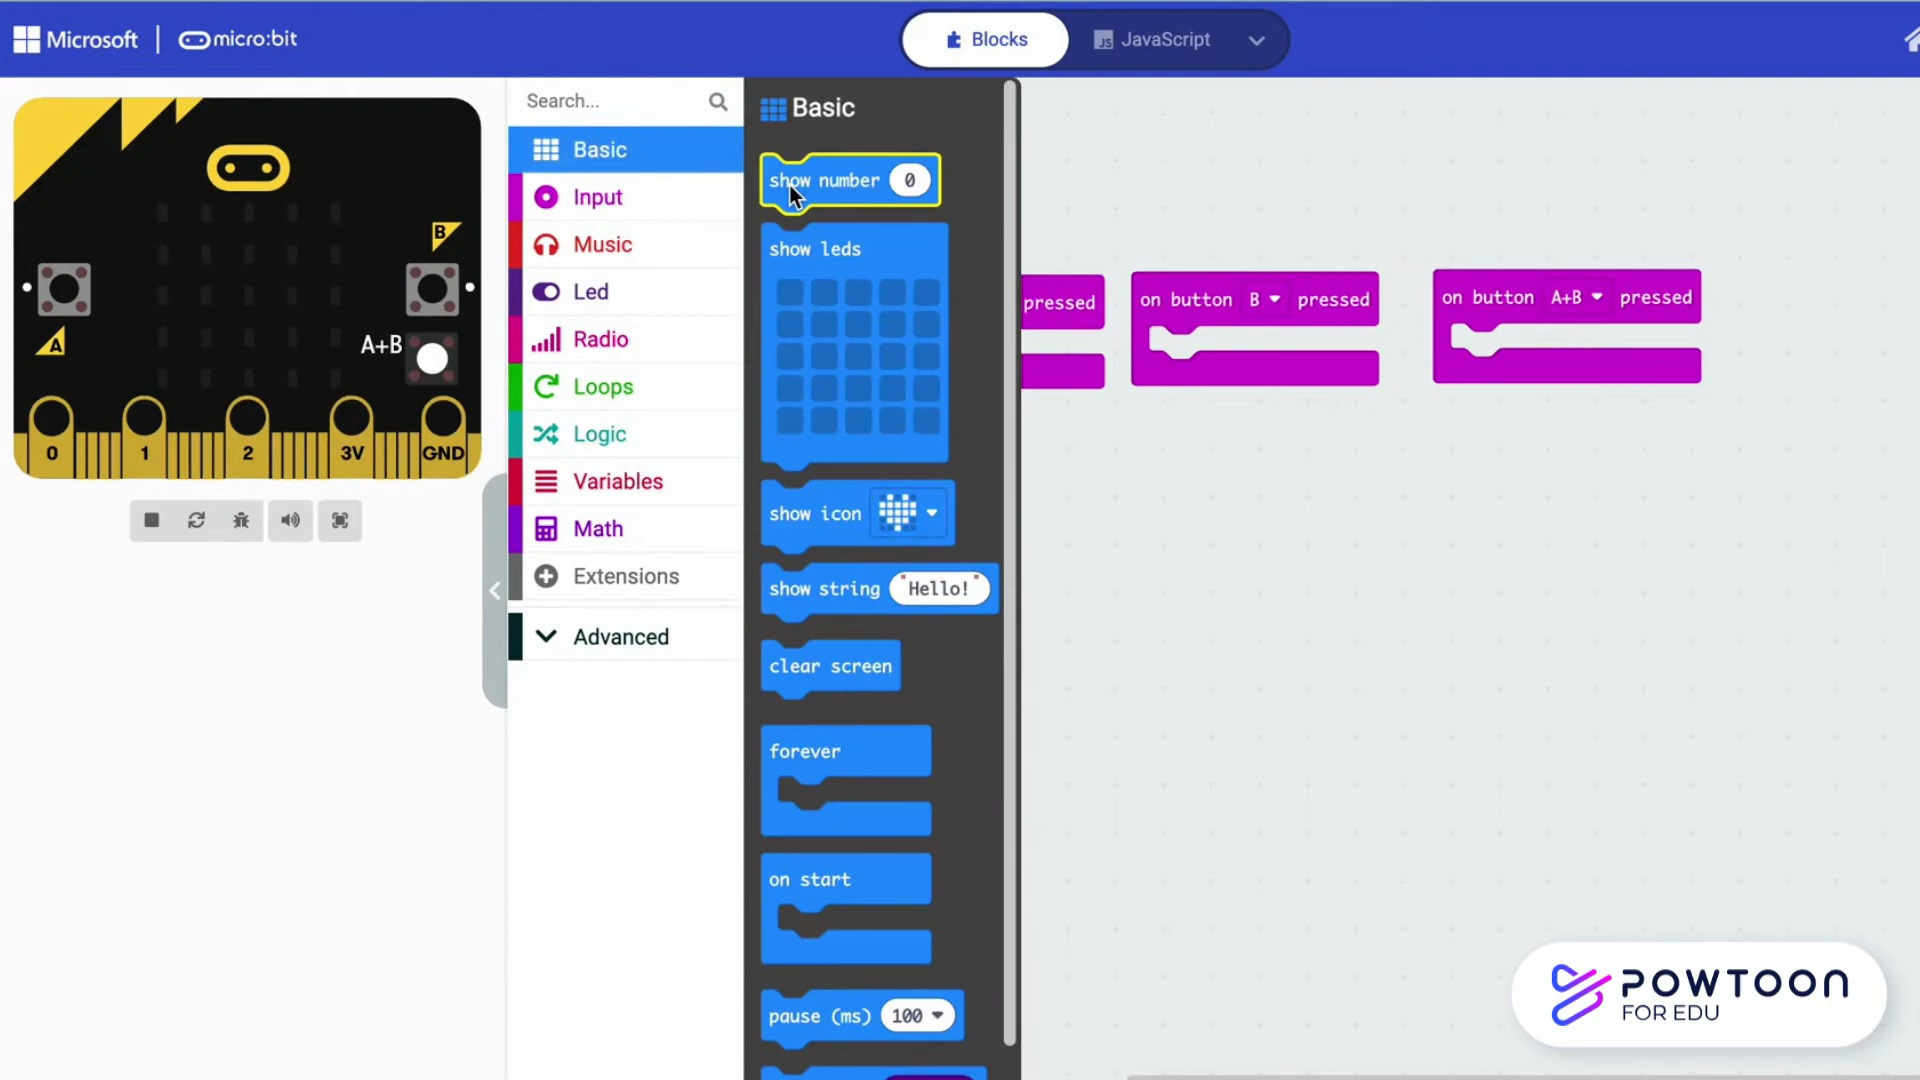 Microsoft
micro:bit
Blocks
JS JavaScript
B
A
A+B
0 1 2 3V GND
Search...
Basic
Input
Music
Led
Radio
Loops
Logic
Variables
Math
Extensions
Advanced
Basic
show number 0
show leds
show icon
show string "Hello!"
clear screen
forever
on start
pause (ms) 100
pressed
on button B pressed
on button A+B pressed
POWTOON
FOR EDU